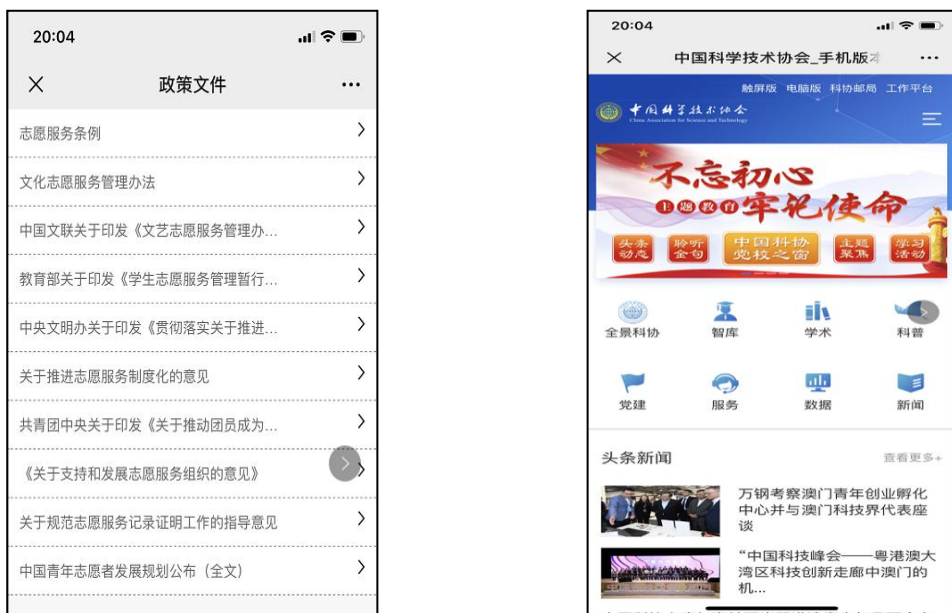 20:04
政策文件
志愿服务条例
文化志愿服务管理办法
中国文联关于印发《文艺志愿服务管理办...
教育部关于印发《学生志愿服务管理暂行...
中央文明办关于印发《贯彻落实关于推进...
关于推进志愿服务制度化的意见
共青团中央关于印发《关于推动团员成为...
《关于支持和发展志愿服务组织的意见》
关于规范志愿服务记录证明工作的指导意见
中国青年志愿者发展规划公布（全文）
20:04
中国科学技术协会_手机版本
触屏版 电脑版 科协邮局 工作平台
中国科学技术协会
China Association for Science and Technology
不忘初心
主题教育牢记使命
头条动态 聆听金句 中国科协党校之窗 主题聚焦 学习活动
全景科协 智库 学术 科普
党建 服务 数据 新闻
头条新闻 查看更多+
万钢考察澳门青年创业孵化
中心并与澳门科技界代表座
谈
“中国科技峰会——粤港澳大
湾区科技创新走廊中澳门的
机...